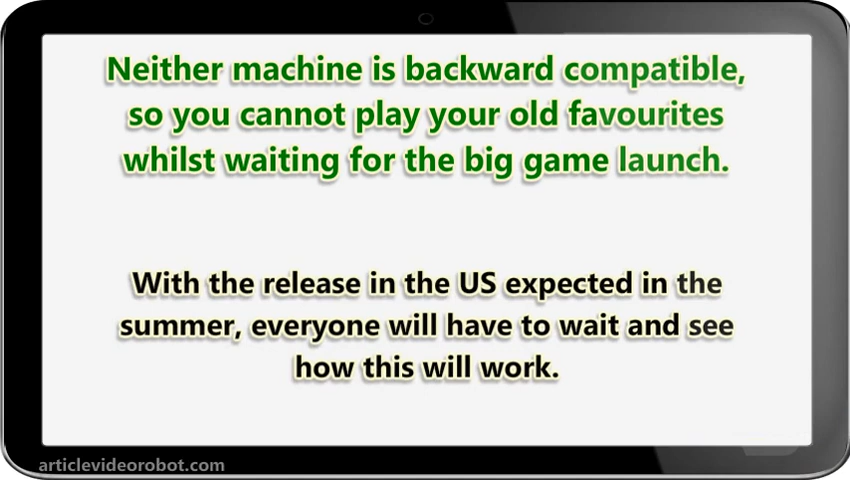 Neither machine is backward compatible,
so you cannot play your old favourites
whilst waiting for the big game launch.
With the release in the US expected in the
summer, everyone will have to wait and see
how this will work.
articlevideorobot.com